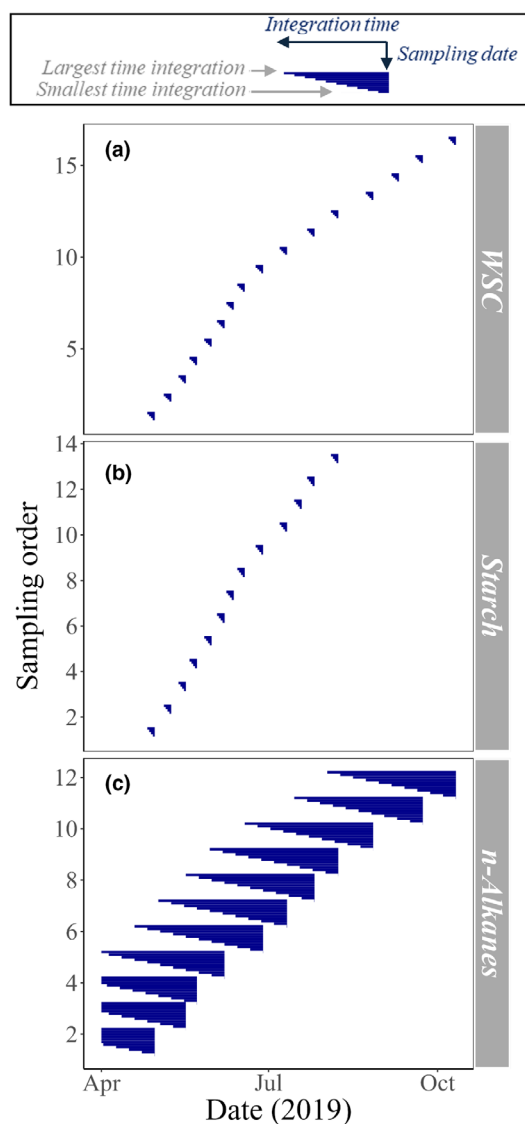 Integration time
Sampling date
Largest time integration
Smallest time integration
(a)
15
10
5
WSC
(b)
14
12
10
8
6
4
2
Starch
Sampling order
(c)
12
10
8
6
4
2
n-Alkanes
Apr Jul Oct
Date (2019)